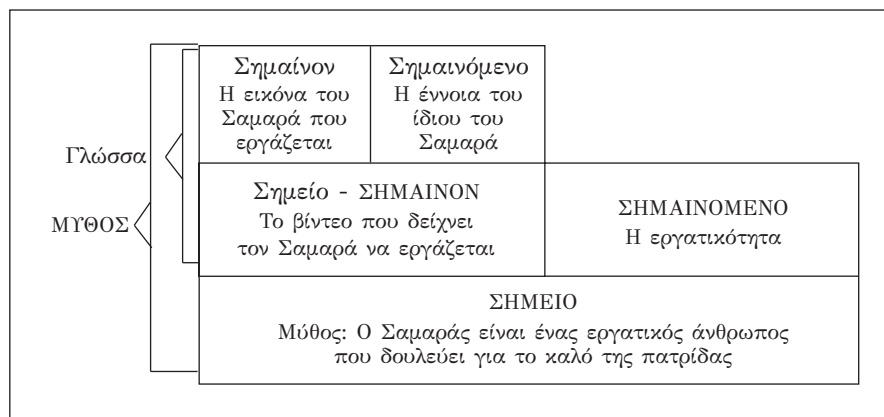 Σημαίνον
Η εικόνα του
Σαμαρά που
εργάζεται
Σημαινόμενο
Η έννοια του
ίδιου του
Σαμαρά
Γλώσσα
ΜΥΘΟΣ
Σημείο - ΣΗΜΑΙΝΟΝ
Το βίντεο που δείχνει
τον Σαμαρά να εργάζεται
ΣΗΜΑΙΝΟΜΕΝΟ
Η εργατικότητα
ΣΗΜΕΙΟ
Μύθος: Ο Σαμαράς είναι ένας εργατικός άνθρωπος
που δουλεύει για το καλό της πατρίδας